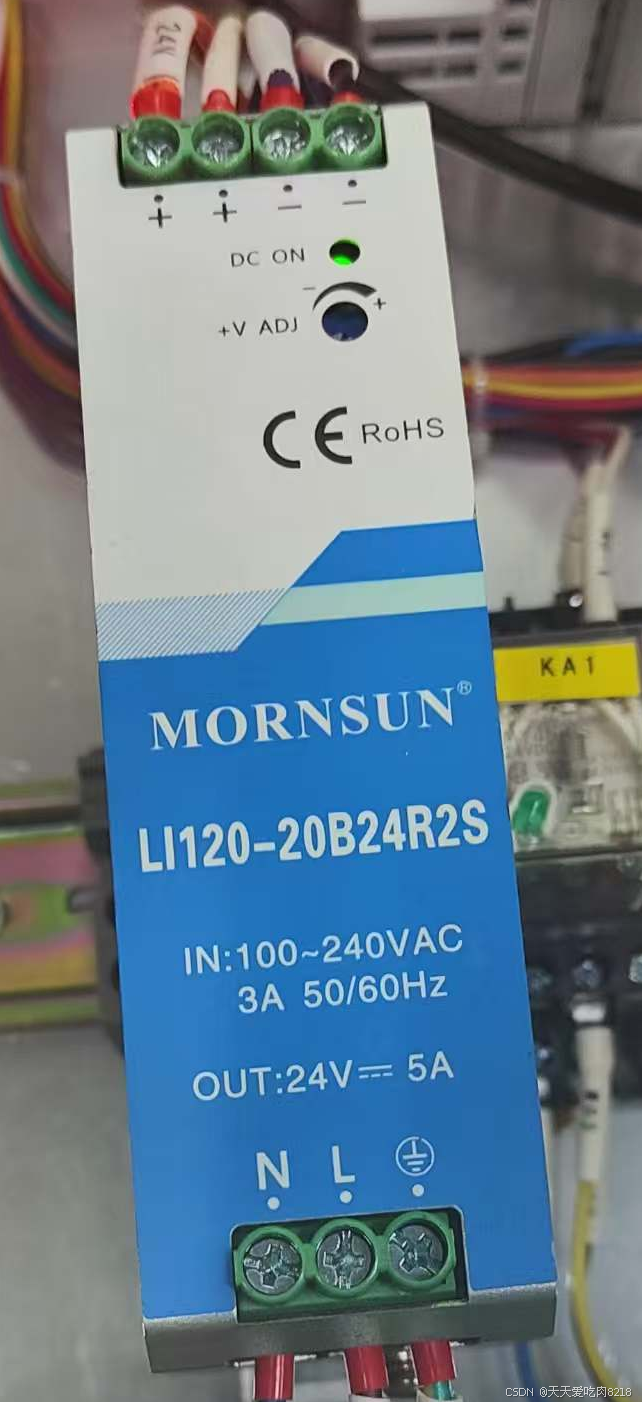 24V
+ + − −
DC ON
− +
+V ADJ
CE RoHS
KA1
MORNSUN®
LI120-20B24R2S
IN:100~240VAC
3A 50/60Hz
OUT:24V⎓ 5A
N L ⏚
CSDN @天天爱吃肉8218